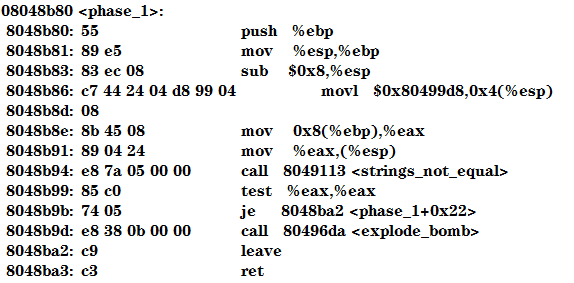 08048b80 <phase_1>:
8048b80: 55 push %ebp
8048b81: 89 e5 mov %esp,%ebp
8048b83: 83 ec 08 sub $0x8,%esp
8048b86: c7 44 24 04 d8 99 04 movl $0x80499d8,0x4(%esp)
8048b8d: 08
8048b8e: 8b 45 08 mov 0x8(%ebp),%eax
8048b91: 89 04 24 mov %eax,(%esp)
8048b94: e8 7a 05 00 00 call 8049113 <strings_not_equal>
8048b99: 85 c0 test %eax,%eax
8048b9b: 74 05 je 8048ba2 <phase_1+0x22>
8048b9d: e8 38 0b 00 00 call 80496da <explode_bomb>
8048ba2: c9 leave
8048ba3: c3 ret